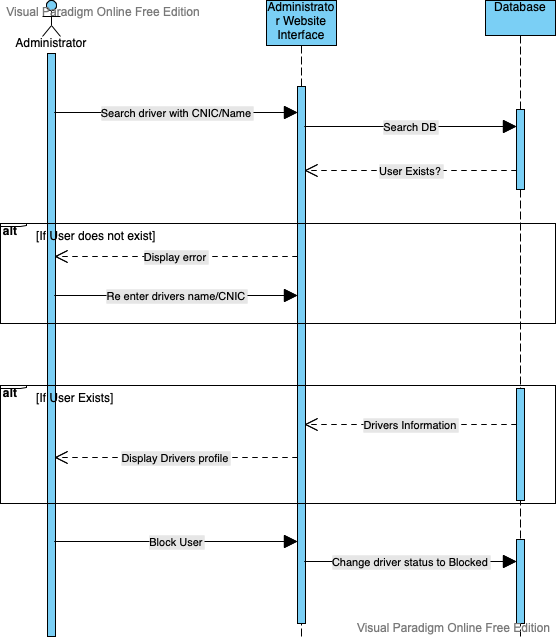 Visual Paradigm Online Free Edition
Administrator
Administrato
r Website
Interface
Database
Search driver with CNIC/Name
Search DB
User Exists?
alt
[If User does not exist]
Display error
Re enter drivers name/CNIC
alt
[If User Exists]
Drivers Information
Display Drivers profile
Block User
Change driver status to Blocked
Visual Paradigm Online Free Edition